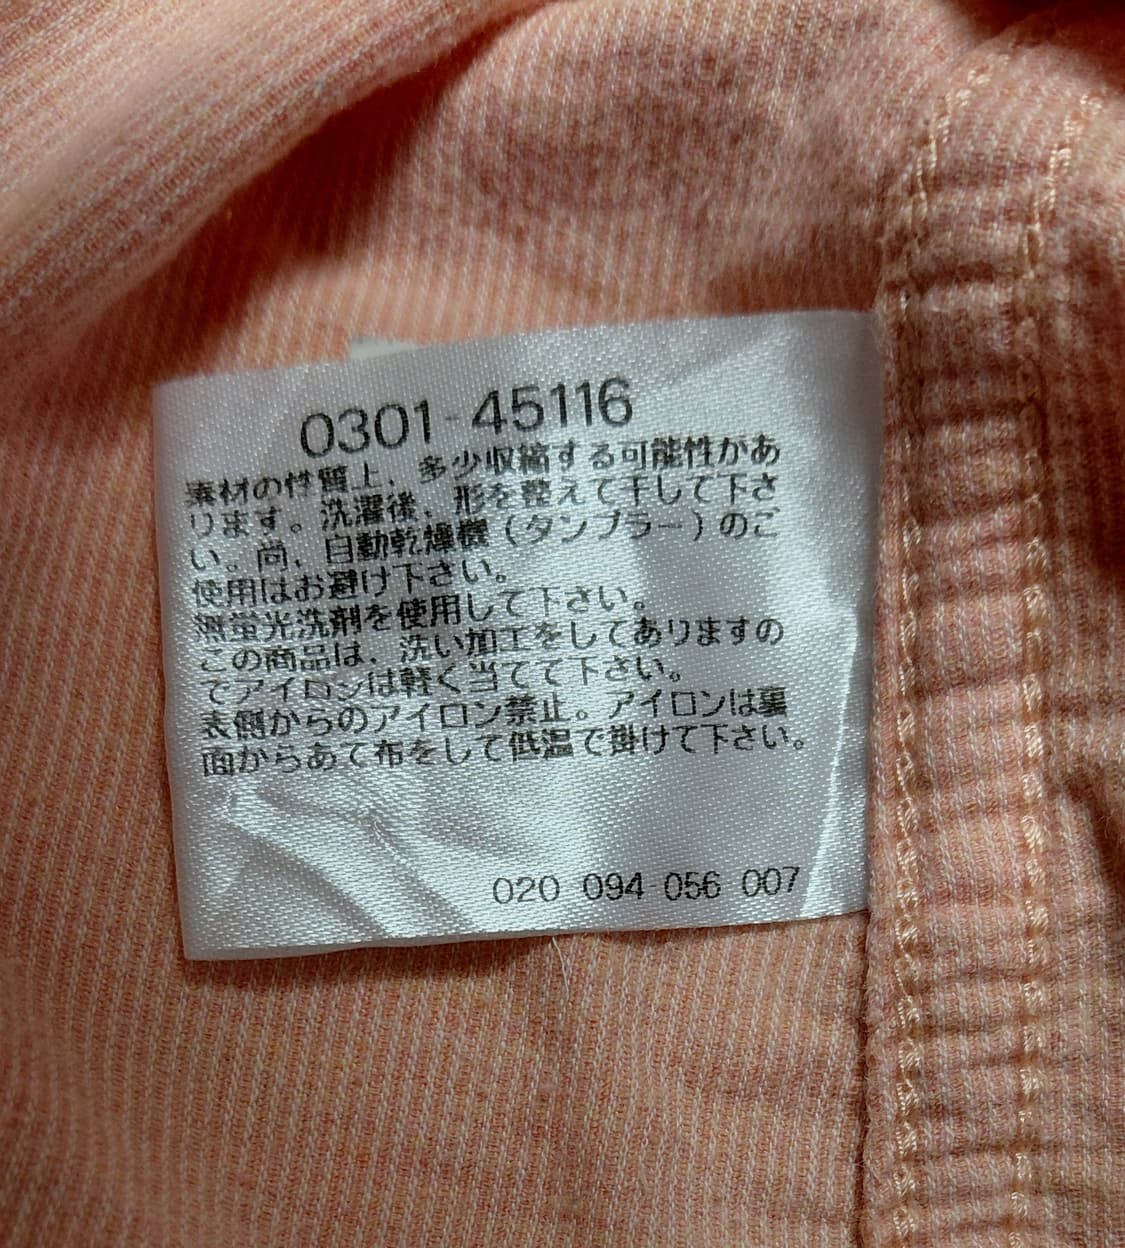 0301-45116
素材の性質上、多少収縮する可能性があ
ります。洗濯後、形を整えて干して下さ
い。尚、自動乾燥機（タンブラー）のご
使用はお避け下さい。
無蛍光洗剤を使用して下さい。
この商品は、洗い加工をしてありますの
でアイロンは軽く当てて下さい。
表側からのアイロン禁止。アイロンは裏
面からあて布をして低温で掛けて下さい。
020 094 056 007